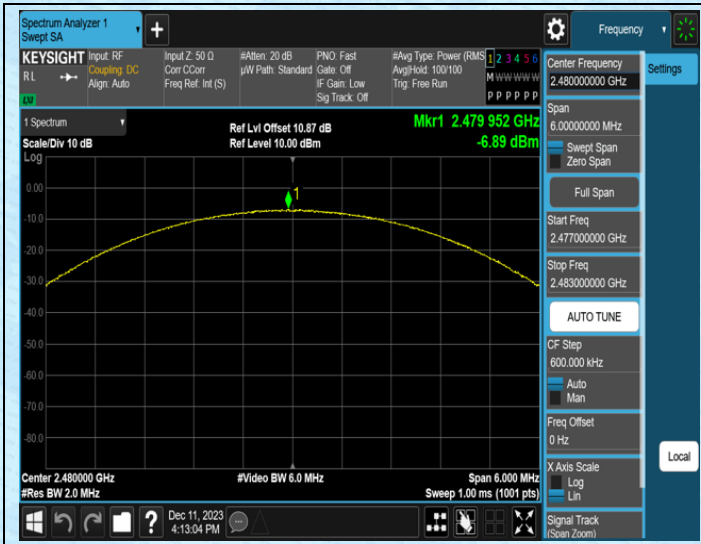 Spectrum Analyzer 1
Swept SA
+
Frequency
KEYSIGHT
RL
LXI
Input: RF
Coupling: DC
Align: Auto
Input Z: 50 Ω
Corr CCorr
Freq Ref: Int (S)
#Atten: 20 dB
µW Path: Standard
PNO: Fast
Gate: Off
IF Gain: Low
Sig Track: Off
#Avg Type: Power (RMS
Avg|Hold: 100/100
Trig: Free Run
1 2 3 4 5 6
M W W W W W
P P P P P P
Center Frequency
2.480000000 GHz
Settings
Span
6.00000000 MHz
Swept Span
Zero Span
Full Span
Start Freq
2.477000000 GHz
Stop Freq
2.483000000 GHz
AUTO TUNE
CF Step
600.000 kHz
Auto
Man
Freq Offset
0 Hz
X Axis Scale
Log
Lin
Signal Track
(Span Zoom)
Local
1 Spectrum
Scale/Div 10 dB
Log
Ref Lvl Offset 10.87 dB
Ref Level 10.00 dBm
Mkr1 2.479 952 GHz
-6.89 dBm
1
0.00
-10.0
-20.0
-30.0
-40.0
-50.0
-60.0
-70.0
-80.0
Center 2.480000 GHz
#Res BW 2.0 MHz
#Video BW 6.0 MHz
Span 6.000 MHz
Sweep 1.00 ms (1001 pts)
?
Dec 11, 2023
4:13:04 PM